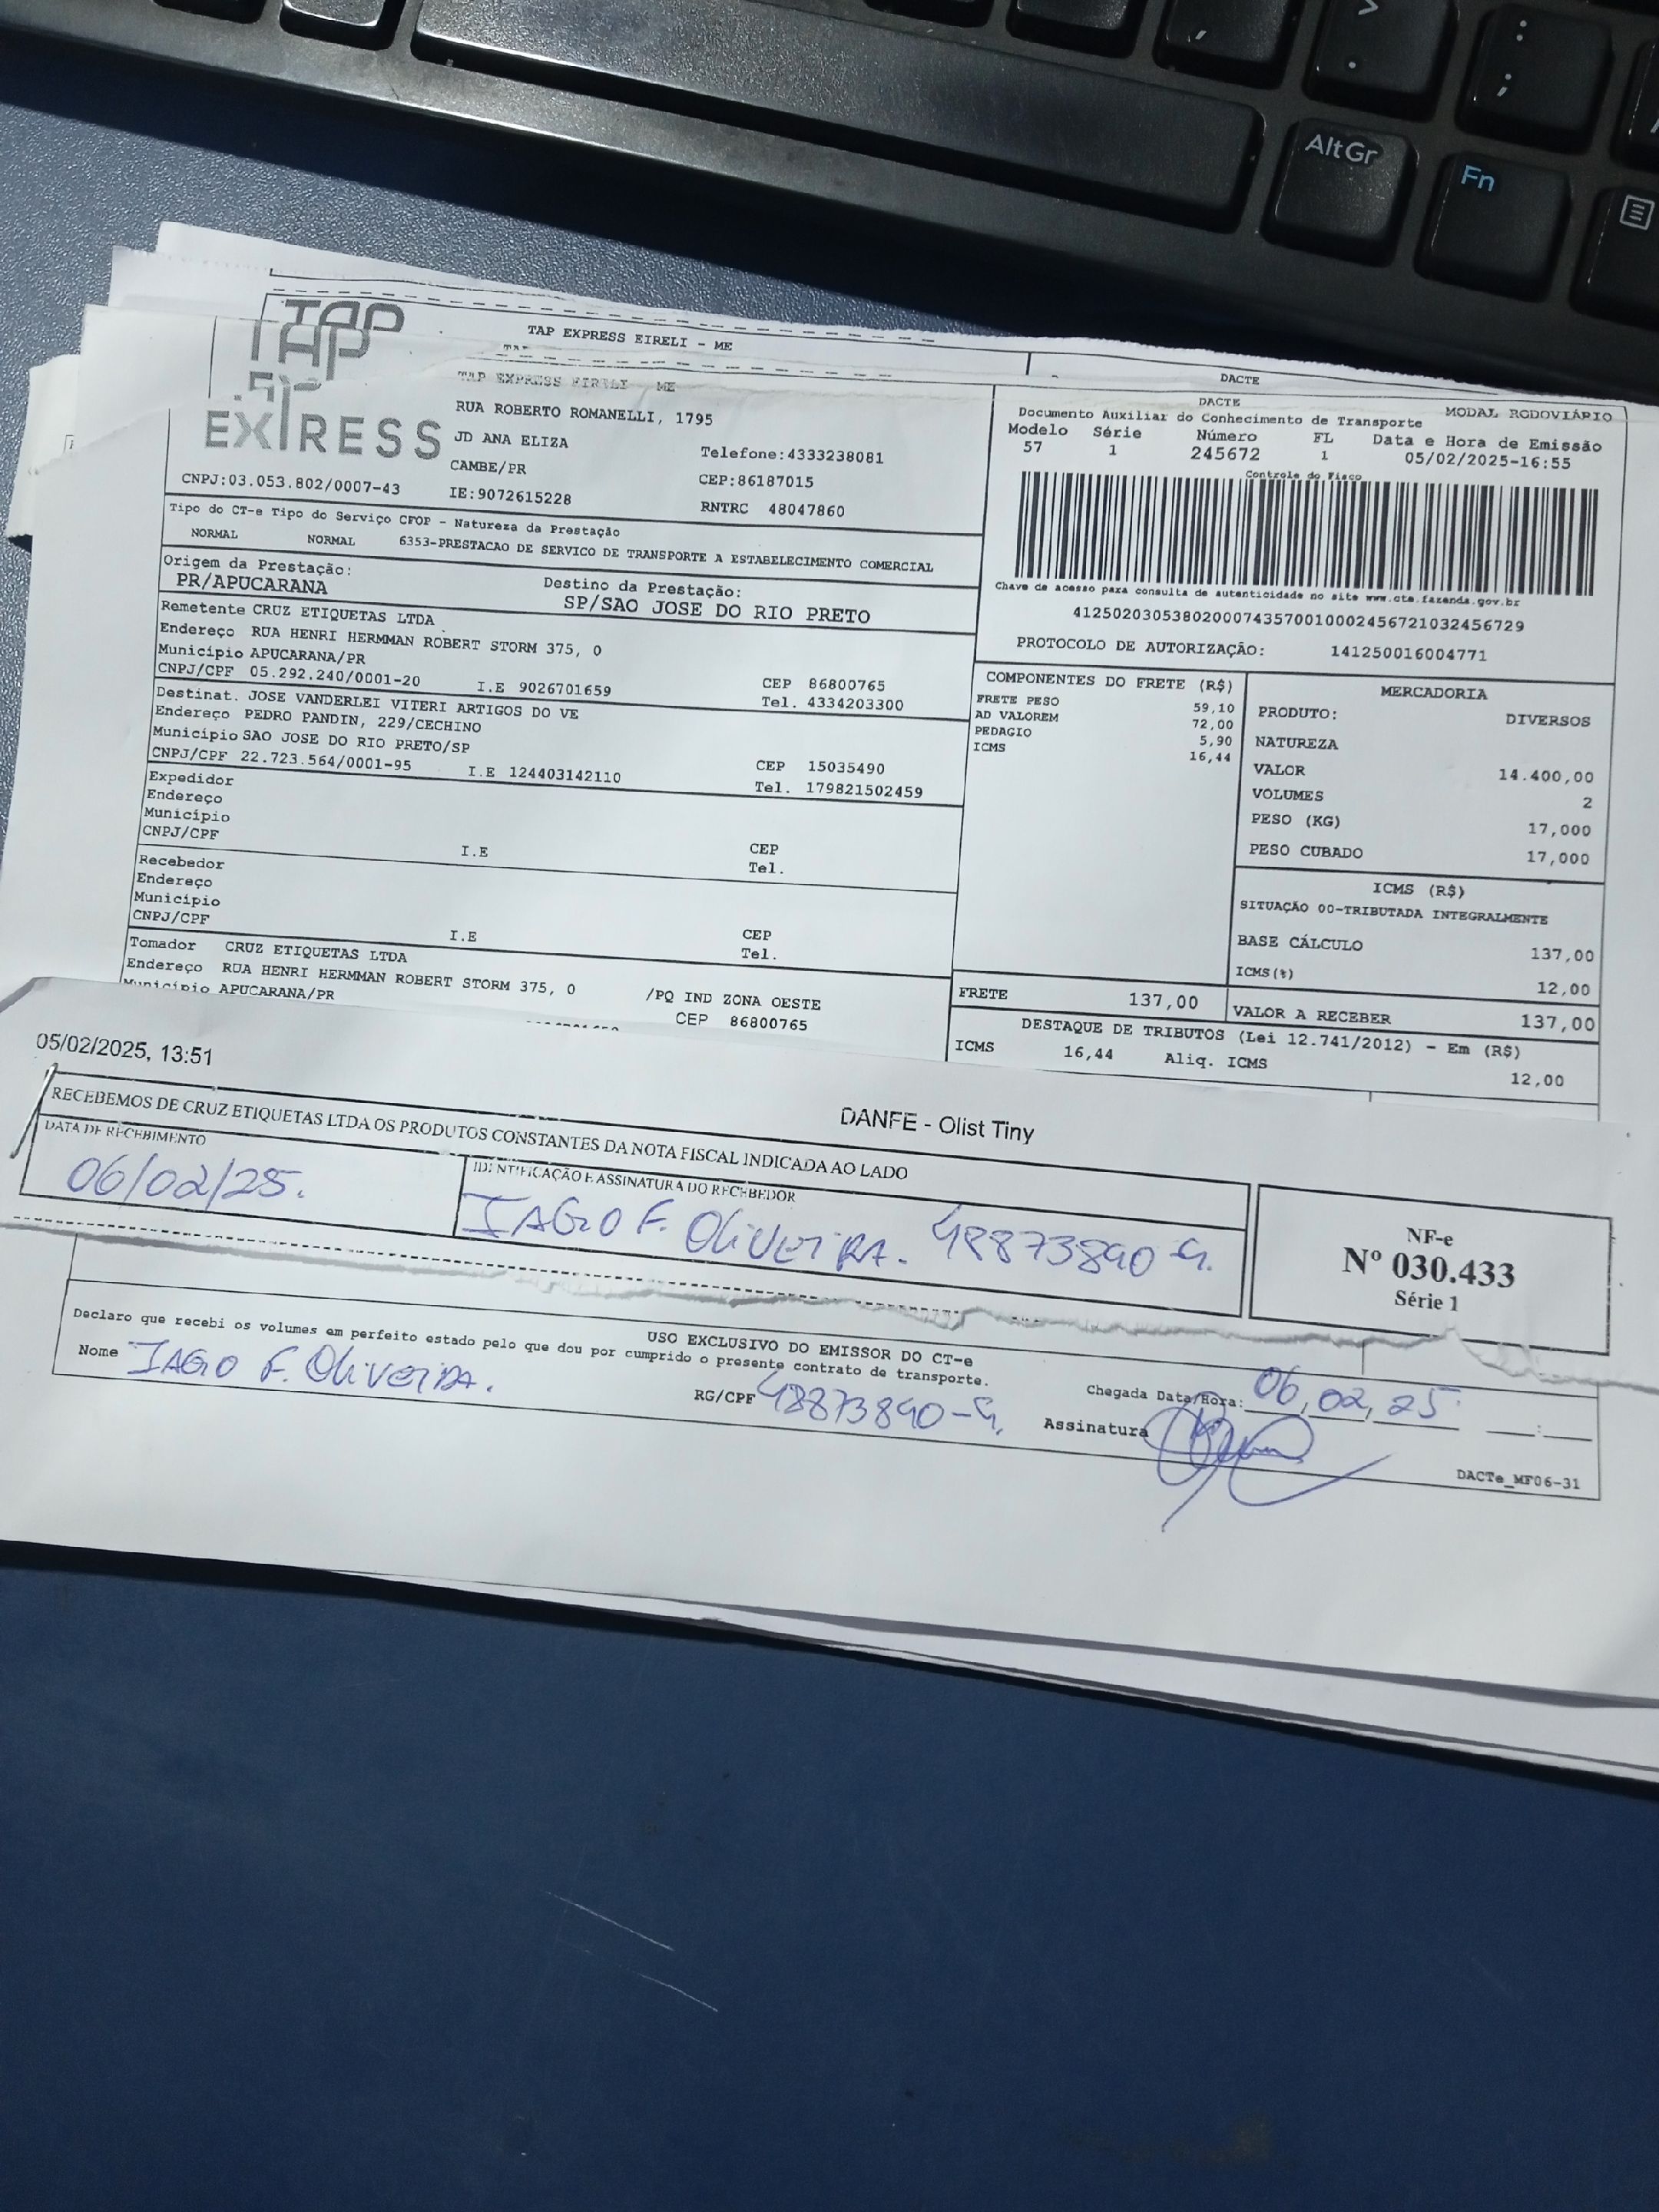 > .
, 
: ;
AltGr
Fn
TAP
TAP EXPRESS EIRELI - ME
DACTE
TAP
EXPRESS
TAP EXPRESS EIRELI ME
RUA ROBERTO ROMANELLI, 1795
JD ANA ELIZA
Telefone:4333238081
CAMBE/PR
CEP:86187015
CNPJ:03.053.802/0007-43
IE:9072615228
RNTRC 48047860
DACTE
MODAL RODOVIÁRIO
Documento Auxiliar do Conhecimento de Transporte
Modelo Série Número FL Data e Hora de Emissão
57 1 245672 1 05/02/2025-16:55
Controle do Fisco
Chave de acesso para consulta de autenticidade no site www.cte.fazenda.gov.br
41250203053802000743570010002456721032456729
PROTOCOLO DE AUTORIZAÇÃO: 141250016004771
Tipo do CT-e Tipo do Serviço CFOP - Natureza da Prestação
NORMAL NORMAL 6353-PRESTACAO DE SERVICO DE TRANSPORTE A ESTABELECIMENTO COMERCIAL
Origem da Prestação: Destino da Prestação:
PR/APUCARANA SP/SAO JOSE DO RIO PRETO
Remetente CRUZ ETIQUETAS LTDA
Endereço RUA HENRI HERMMAN ROBERT STORM 375, 0
Município APUCARANA/PR CEP 86800765
CNPJ/CPF 05.292.240/0001-20 I.E 9026701659 Tel. 4334203300
Destinat. JOSE VANDERLEI VITERI ARTIGOS DO VE
Endereço PEDRO PANDIN, 229/CECHINO
Município SAO JOSE DO RIO PRETO/SP CEP 15035490
CNPJ/CPF 22.723.564/0001-95 I.E 124403142110 Tel. 179821502459
Expedidor
Endereço
Município CEP
CNPJ/CPF I.E Tel.
Recebedor
Endereço
Município CEP
CNPJ/CPF I.E Tel.
Tomador CRUZ ETIQUETAS LTDA
Endereço RUA HENRI HERMMAN ROBERT STORM 375, 0 /PQ IND ZONA OESTE
Município APUCARANA/PR CEP 86800765
COMPONENTES DO FRETE (R$)
FRETE PESO 59,10
AD VALOREM 72,00
PEDAGIO 5,90
ICMS 16,44
MERCADORIA
PRODUTO: DIVERSOS
NATUREZA
VALOR 14.400,00
VOLUMES 2
PESO (KG) 17,000
PESO CUBADO 17,000
ICMS (R$)
SITUAÇÃO 00-TRIBUTADA INTEGRALMENTE
BASE CÁLCULO 137,00
ICMS(%) 12,00
FRETE 137,00 VALOR A RECEBER 137,00
DESTAQUE DE TRIBUTOS (Lei 12.741/2012) - Em (R$)
ICMS 16,44 Aliq. ICMS 12,00
05/02/2025, 13:51
DANFE - Olist Tiny
RECEBEMOS DE CRUZ ETIQUETAS LTDA OS PRODUTOS CONSTANTES DA NOTA FISCAL INDICADA AO LADO
DATA DE RECEBIMENTO
06/02/25.
IDENTIFICAÇÃO E ASSINATURA DO RECEBEDOR
IAGO F. OLIVEIRA. 48873890-9.
NF-e
Nº 030.433
Série 1
USO EXCLUSIVO DO EMISSOR DO CT-e
Declaro que recebi os volumes em perfeito estado pelo que dou por cumprido o presente contrato de transporte.
Nome IAGO F. OLIVEIRA.
RG/CPF 48873890-9.
Chegada Data/Hora: 06,02,25 :
Assinatura
DACTe_MF06-31